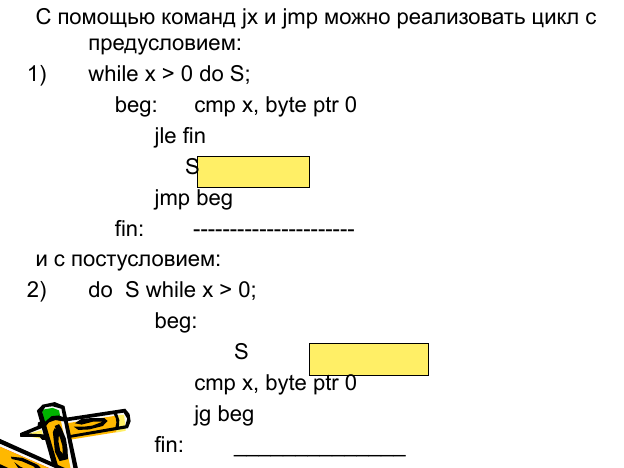 С помощью команд jx и jmp можно реализовать цикл с
предусловием:
1) while x > 0 do S;
beg: cmp x, byte ptr 0
jle fin
S
jmp beg
fin: ----------------------
и с постусловием:
2) do S while x > 0;
beg:
S
cmp x, byte ptr 0
jg beg
fin: ______________